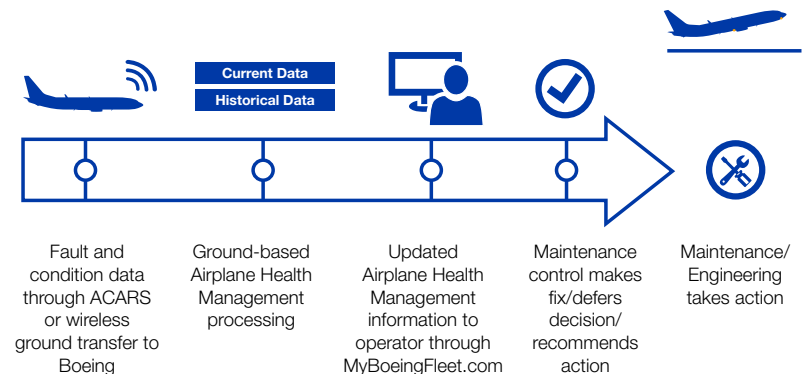 Current Data
Historical Data
Fault and
condition data
through ACARS
or wireless
ground transfer to
Boeing
Ground-based
Airplane Health
Management
processing
Updated
Airplane Health
Management
information to
operator through
MyBoeingFleet.com
Maintenance
control makes
fix/defers
decision/
recommends
action
Maintenance/
Engineering
takes action